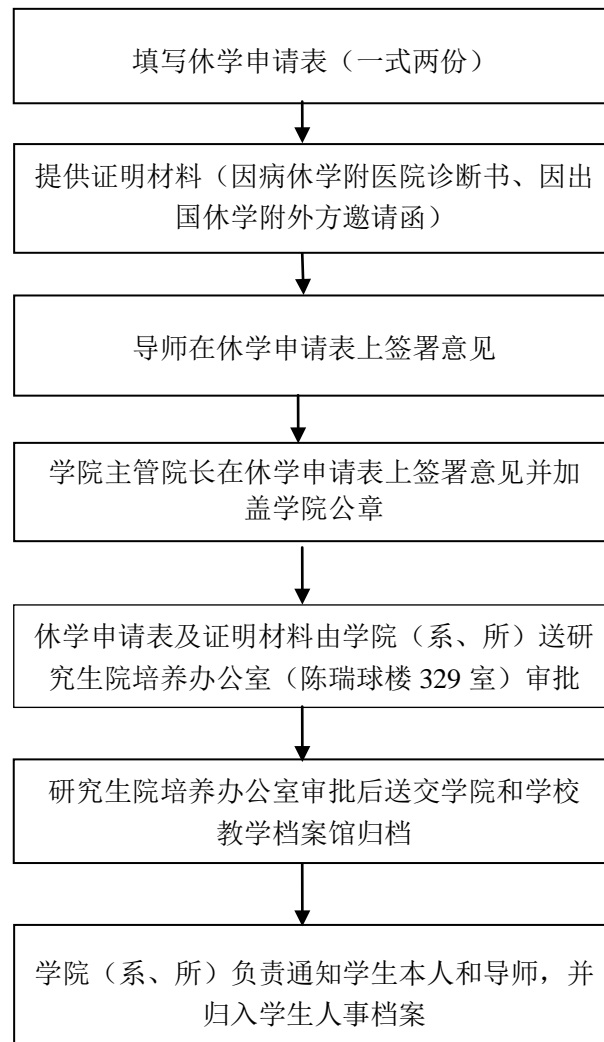 填写休学申请表（一式两份）
提供证明材料（因病休学附医院诊断书、因出
国休学附外方邀请函）
导师在休学申请表上签署意见
学院主管院长在休学申请表上签署意见并加
盖学院公章
休学申请表及证明材料由学院（系、所）送研
究生院培养办公室（陈瑞球楼 329 室）审批
研究生院培养办公室审批后送交学院和学校
教学档案馆归档
学院（系、所）负责通知学生本人和导师，并
归入学生人事档案